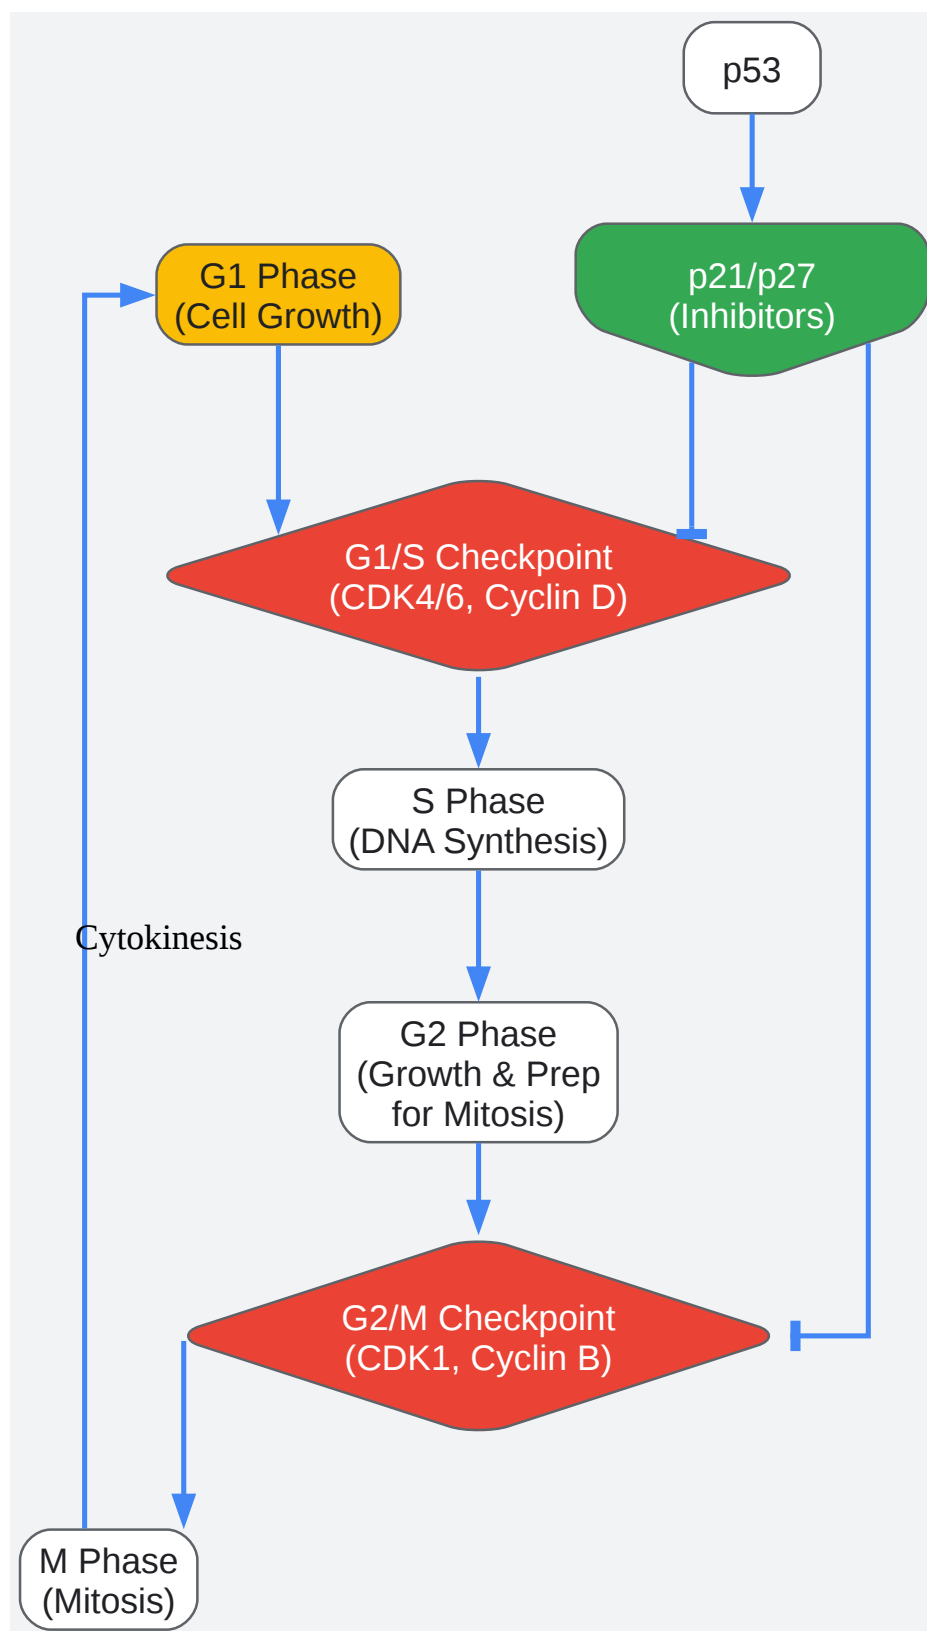 p53
G1 Phase
(Cell Growth)
p21/p27
(Inhibitors)
G1/S Checkpoint
(CDK4/6, Cyclin D)
S Phase
(DNA Synthesis)
Cytokinesis
G2 Phase
(Growth & Prep
for Mitosis)
G2/M Checkpoint
(CDK1, Cyclin B)
M Phase
(Mitosis)